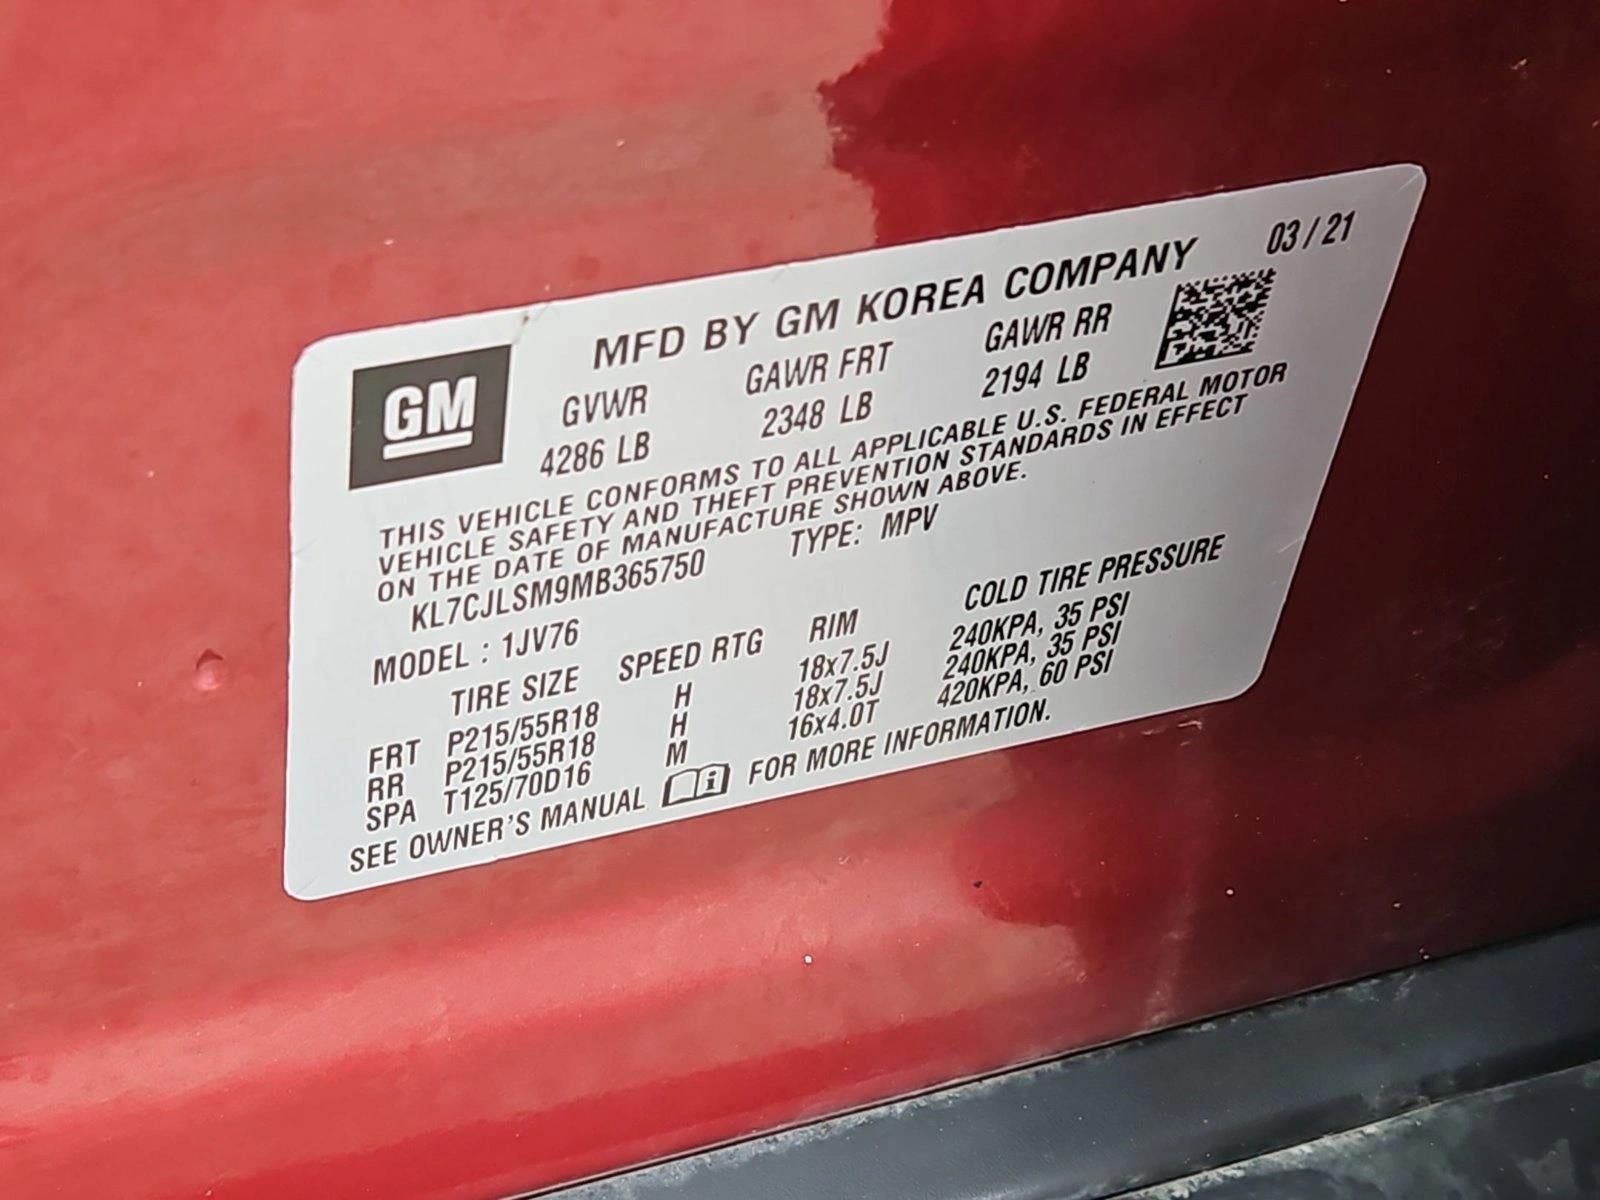 MFD BY GM KOREA COMPANY 03/21
GM
GVWR GAWR FRT GAWR RR
4286 LB 2348 LB 2194 LB
THIS VEHICLE CONFORMS TO ALL APPLICABLE U.S. FEDERAL MOTOR
VEHICLE SAFETY AND THEFT PREVENTION STANDARDS IN EFFECT
ON THE DATE OF MANUFACTURE SHOWN ABOVE.
KL7CJLSM9MB365750 TYPE: MPV
MODEL : 1JV76
TIRE SIZE SPEED RTG RIM COLD TIRE PRESSURE
FRT P215/55R18 H 18x7.5J 240KPA, 35 PSI
RR P215/55R18 H 18x7.5J 240KPA, 35 PSI
SPA T125/70D16 M 16x4.0T 420KPA, 60 PSI
SEE OWNER'S MANUAL i FOR MORE INFORMATION.